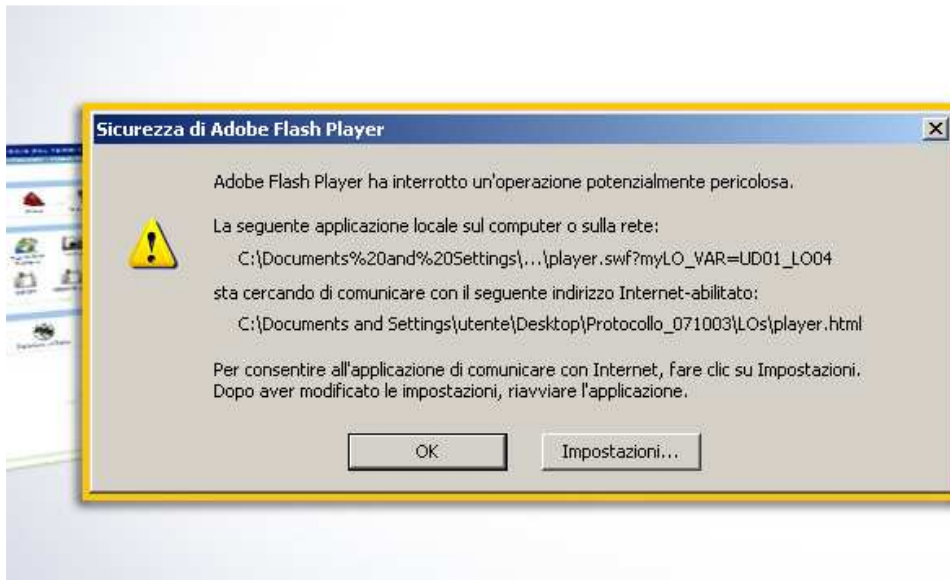 Sicurezza di Adobe Flash Player
Adobe Flash Player ha interrotto un'operazione potenzialmente pericolosa.
La seguente applicazione locale sul computer o sulla rete:
C:\Documents%20and%20Settings\...\player.swf?myLO_VAR=UD01_LO04
sta cercando di comunicare con il seguente indirizzo Internet-abilitato:
C:\Documents and Settings\utente\Desktop\Protocollo_071003\LOs\player.html
Per consentire all'applicazione di comunicare con Internet, fare clic su Impostazioni.
Dopo aver modificato le impostazioni, riavviare l'applicazione.
OK
Impostazioni...